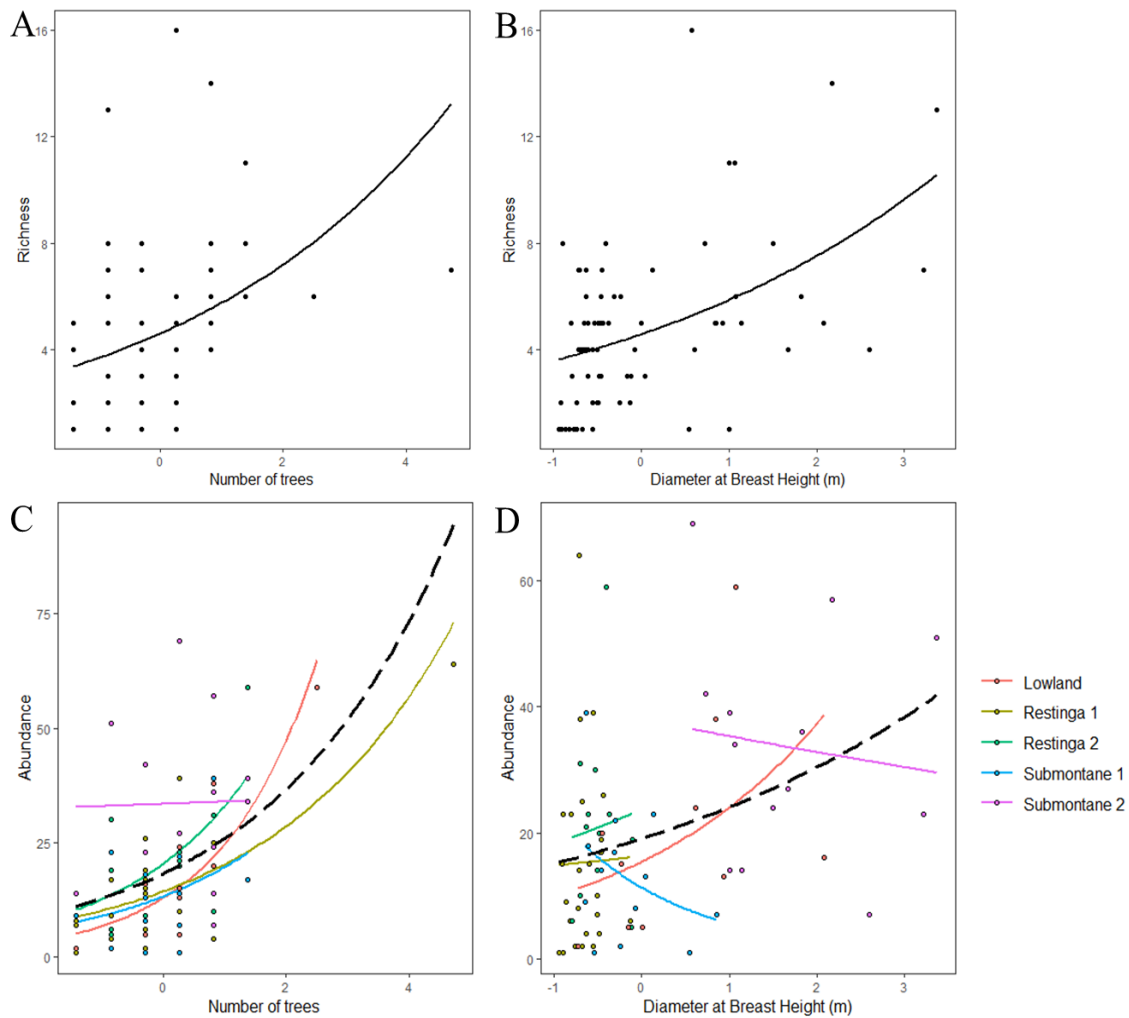 A
B
16
12
8
4
Richness
0
2
4
Number of trees
16
12
8
4
Richness
-1
0
1
2
3
Diameter at Breast Height (m)
C
D
75
50
25
0
Abundance
0
2
4
Number of trees
60
40
20
0
Abundance
-1
0
1
2
3
Diameter at Breast Height (m)
Lowland
Restinga 1
Restinga 2
Submontane 1
Submontane 2